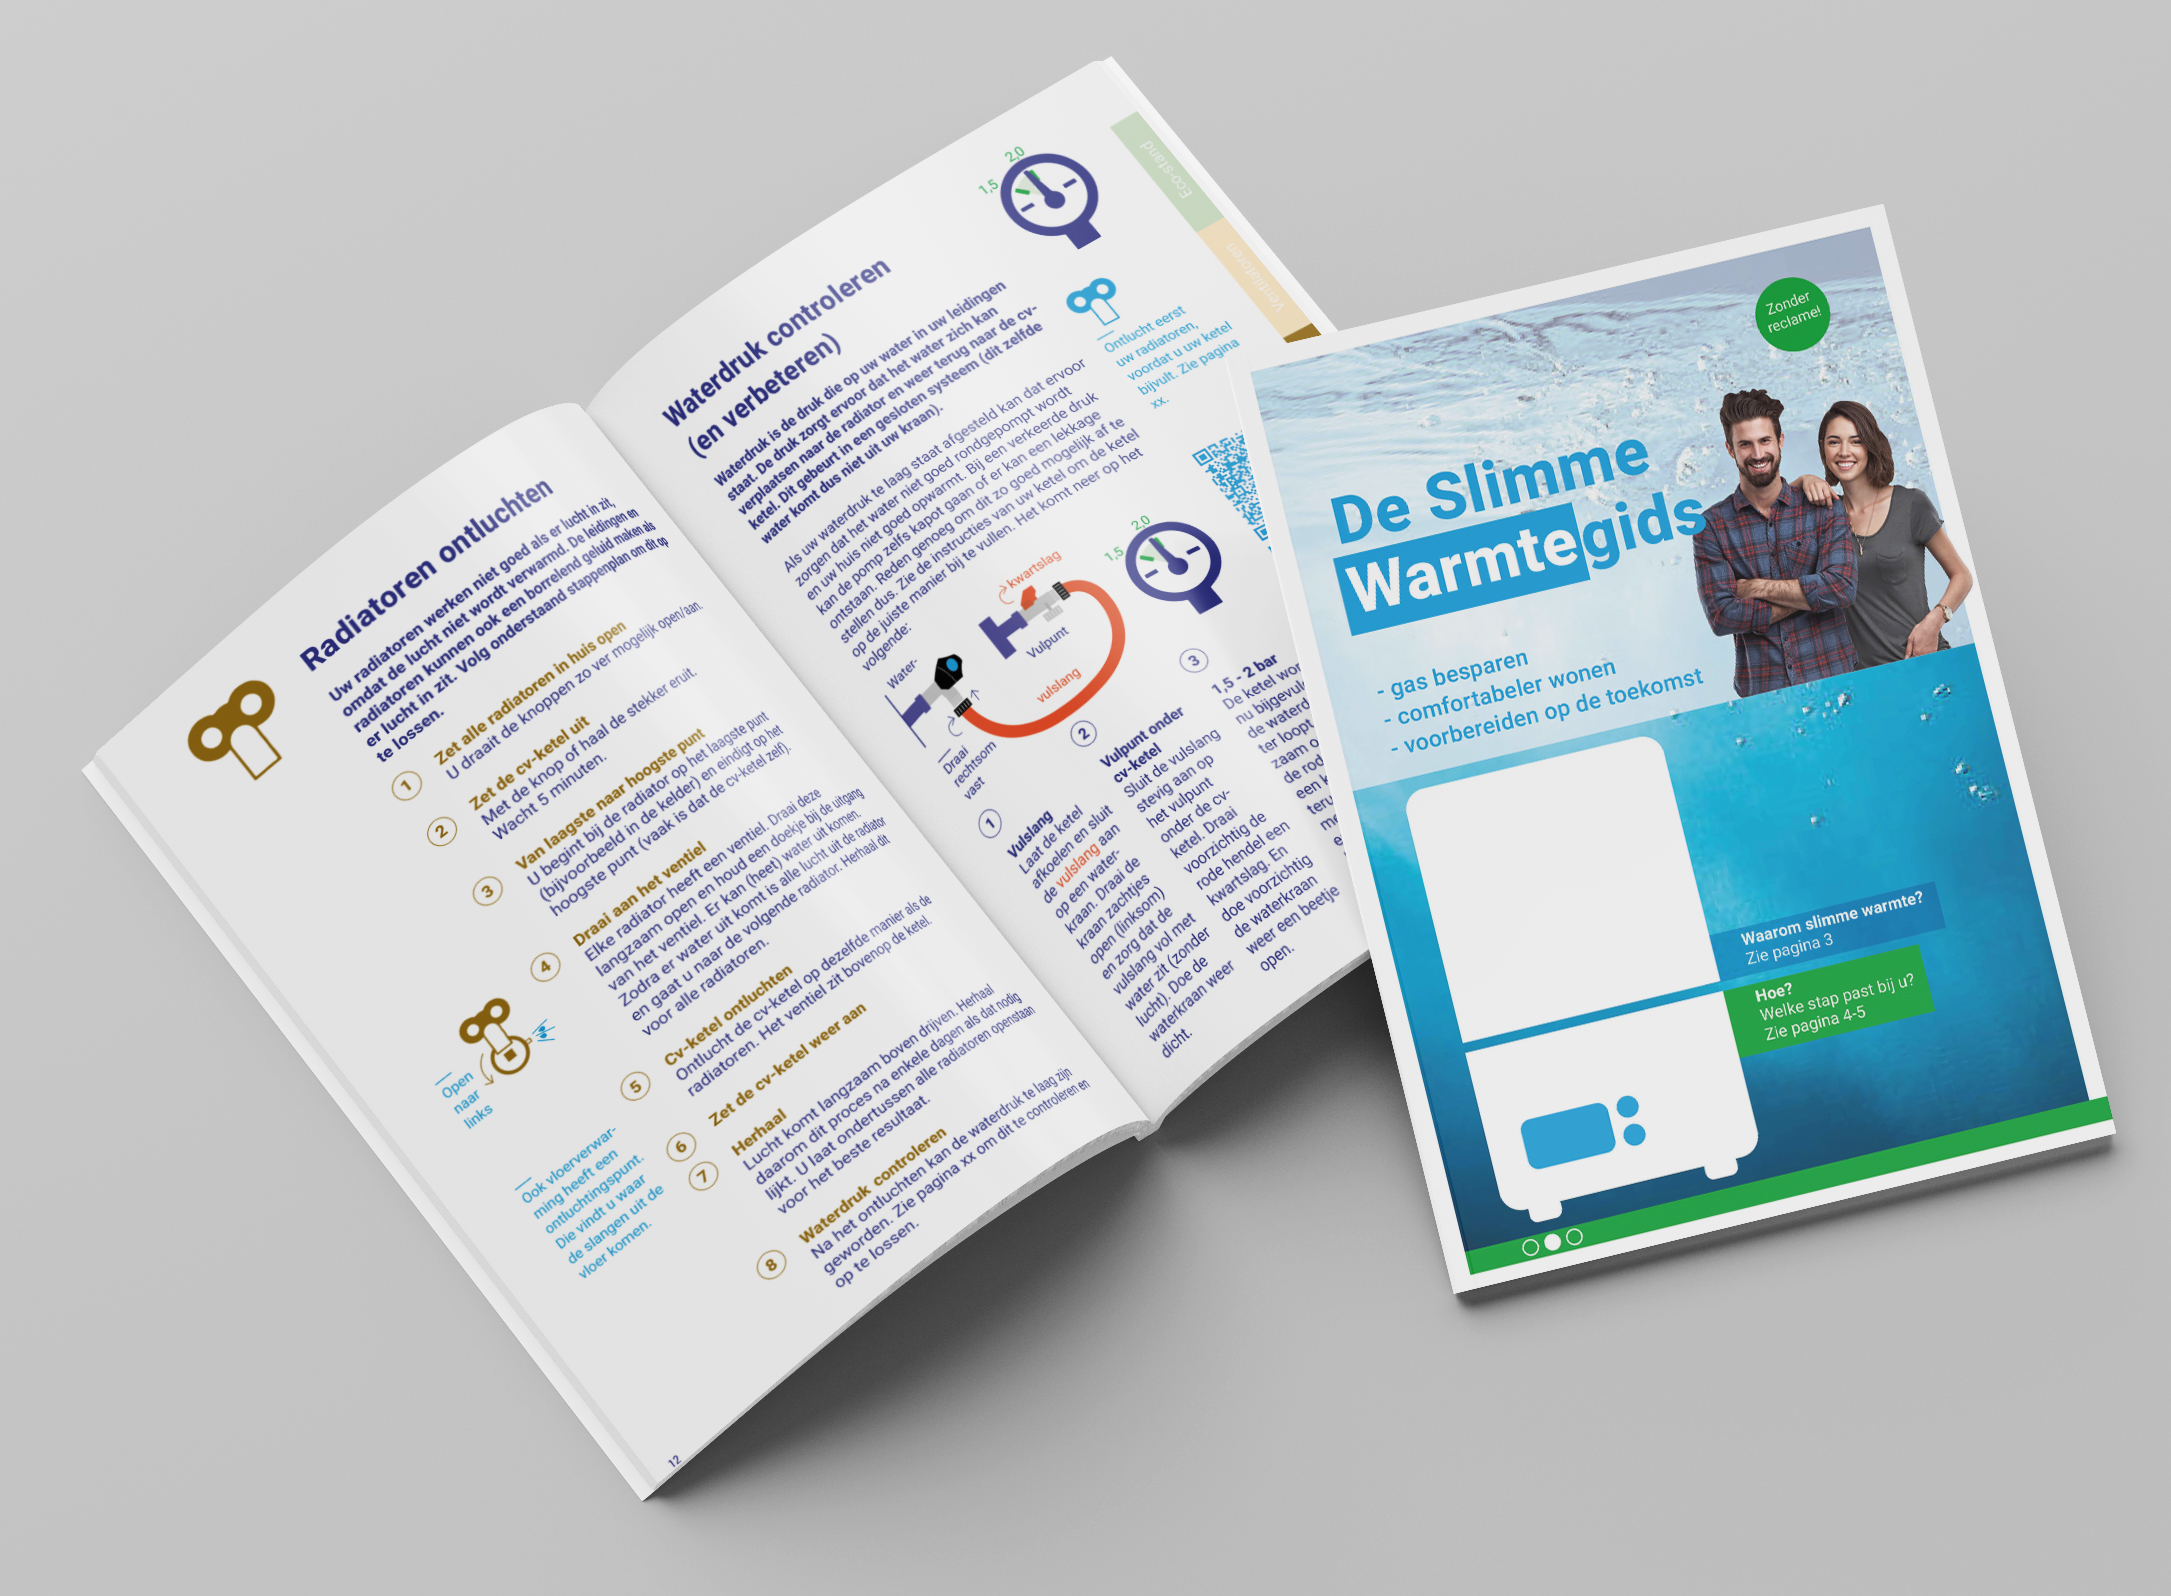 Radiatoren ontluchten
Uw radiatoren werken niet goed als er lucht in zit,
omdat de lucht niet wordt verwarmd. De leidingen en
radiatoren kunnen ook een borrelend geluid maken als
er lucht in zit. Volg onderstaand stappenplan om dit op
te lossen.
1
Zet alle radiatoren in huis open
U draait de knoppen zo ver mogelijk open/aan.
2
Zet de cv-ketel uit
Met de knop of haal de stekker eruit.
Wacht 5 minuten.
3
Van laagste naar hoogste punt
U begint bij de radiator op het laagste punt
(bijvoorbeeld in de kelder) en eindigt op het
hoogste punt (vaak is dat de cv-ketel zelf).
4
Draai aan het ventiel
Elke radiator heeft een ventiel. Draai deze
langzaam open en houd een doekje bij de uitgang
van het ventiel. Er kan (heet) water uit komen.
Zodra er water uit komt is alle lucht uit de radiator
en gaat u naar de volgende radiator. Herhaal dit
voor alle radiatoren.
Open
naar
links
5
Cv-ketel ontluchten
Ontlucht de cv-ketel op dezelfde manier als de
radiatoren. Het ventiel zit bovenop de ketel.
6
Zet de cv-ketel weer aan
7
Herhaal
Lucht komt langzaam boven drijven. Herhaal
daarom dit proces na enkele dagen als dat nodig
lijkt. U laat ondertussen alle radiatoren openstaan
voor het beste resultaat.
8
Waterdruk controleren
Na het ontluchten kan de waterdruk te laag zijn
geworden. Zie pagina xx om dit te controleren en
op te lossen.
Ook vloerverwar-
ming heeft een
ontluchtingspunt.
Die vindt u waar
de slangen uit de
vloer komen.
12
Waterdruk controleren
(en verbeteren)
1,5
2,0
Waterdruk is de druk die op uw water in uw leidingen
staat. De druk zorgt ervoor dat het water zich kan
verplaatsen naar de radiator en weer terug naar de cv-
ketel. Dit gebeurt in een gesloten systeem (dit zelfde
water komt dus niet uit uw kraan).
Als uw waterdruk te laag staat afgesteld kan dat ervoor
zorgen dat het water niet goed rondgepompt wordt
en uw huis niet goed opwarmt. Bij een verkeerde druk
kan de pomp zelfs kapot gaan of er kan een lekkage
ontstaan. Reden genoeg om dit zo goed mogelijk af te
stellen dus. Zie de instructies van uw ketel om de ketel
op de juiste manier bij te vullen. Het komt neer op het
volgende:
Ontlucht eerst
uw radiatoren,
voordat u uw ketel
bijvult. Zie pagina
xx.
Eco-stand
Ventilatoren
Water-
Draai
rechtsom
vast
kwartslag
Vulpunt
vulslang
1,5
2,0
1
Vulslang
Laat de ketel
afkoelen en sluit
de vulslang aan
op een water-
kraan. Draai de
kraan zachtjes
open (linksom)
en zorg dat de
vulslang vol met
water zit (zonder
lucht). Doe de
waterkraan weer
dicht.
2
Vulpunt onder
cv-ketel
Sluit de vulslang
stevig aan op
het vulpunt
onder de cv-
ketel. Draai
voorzichtig de
rode hendel een
kwartslag. En
doe voorzichtig
de waterkraan
weer een beetje
open.
3
1,5 - 2 bar
De ketel
nu
de
ter loopt
de
een
Zonder
reclame!
De Slimme
Warmtegids
- gas besparen
- comfortabeler wonen
- voorbereiden op de toekomst
Waarom slimme warmte?
Zie pagina 3
Hoe?
Welke stap past bij u?
Zie pagina 4-5